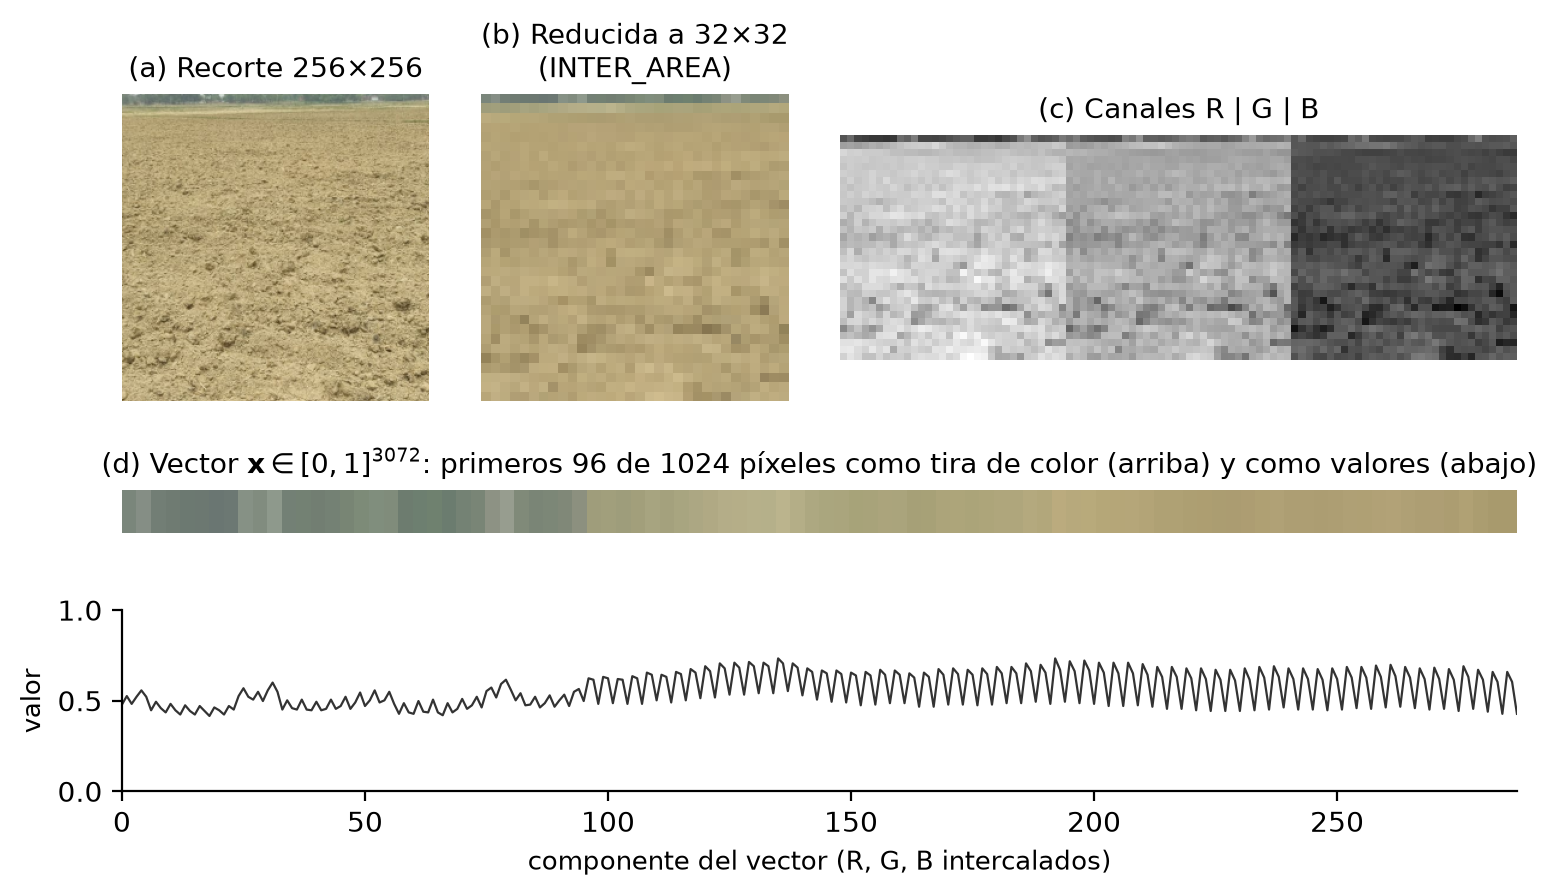 (a) Recorte 256×256
(b) Reducida a 32×32
(INTER_AREA)
(c) Canales R | G | B
(d) Vector x ∈ [0, 1]³⁰⁷²: primeros 96 de 1024 píxeles como tira de color (arriba) y como valores (abajo)
1.0
0.5
0.0
valor
0 50 100 150 200 250
componente del vector (R, G, B intercalados)